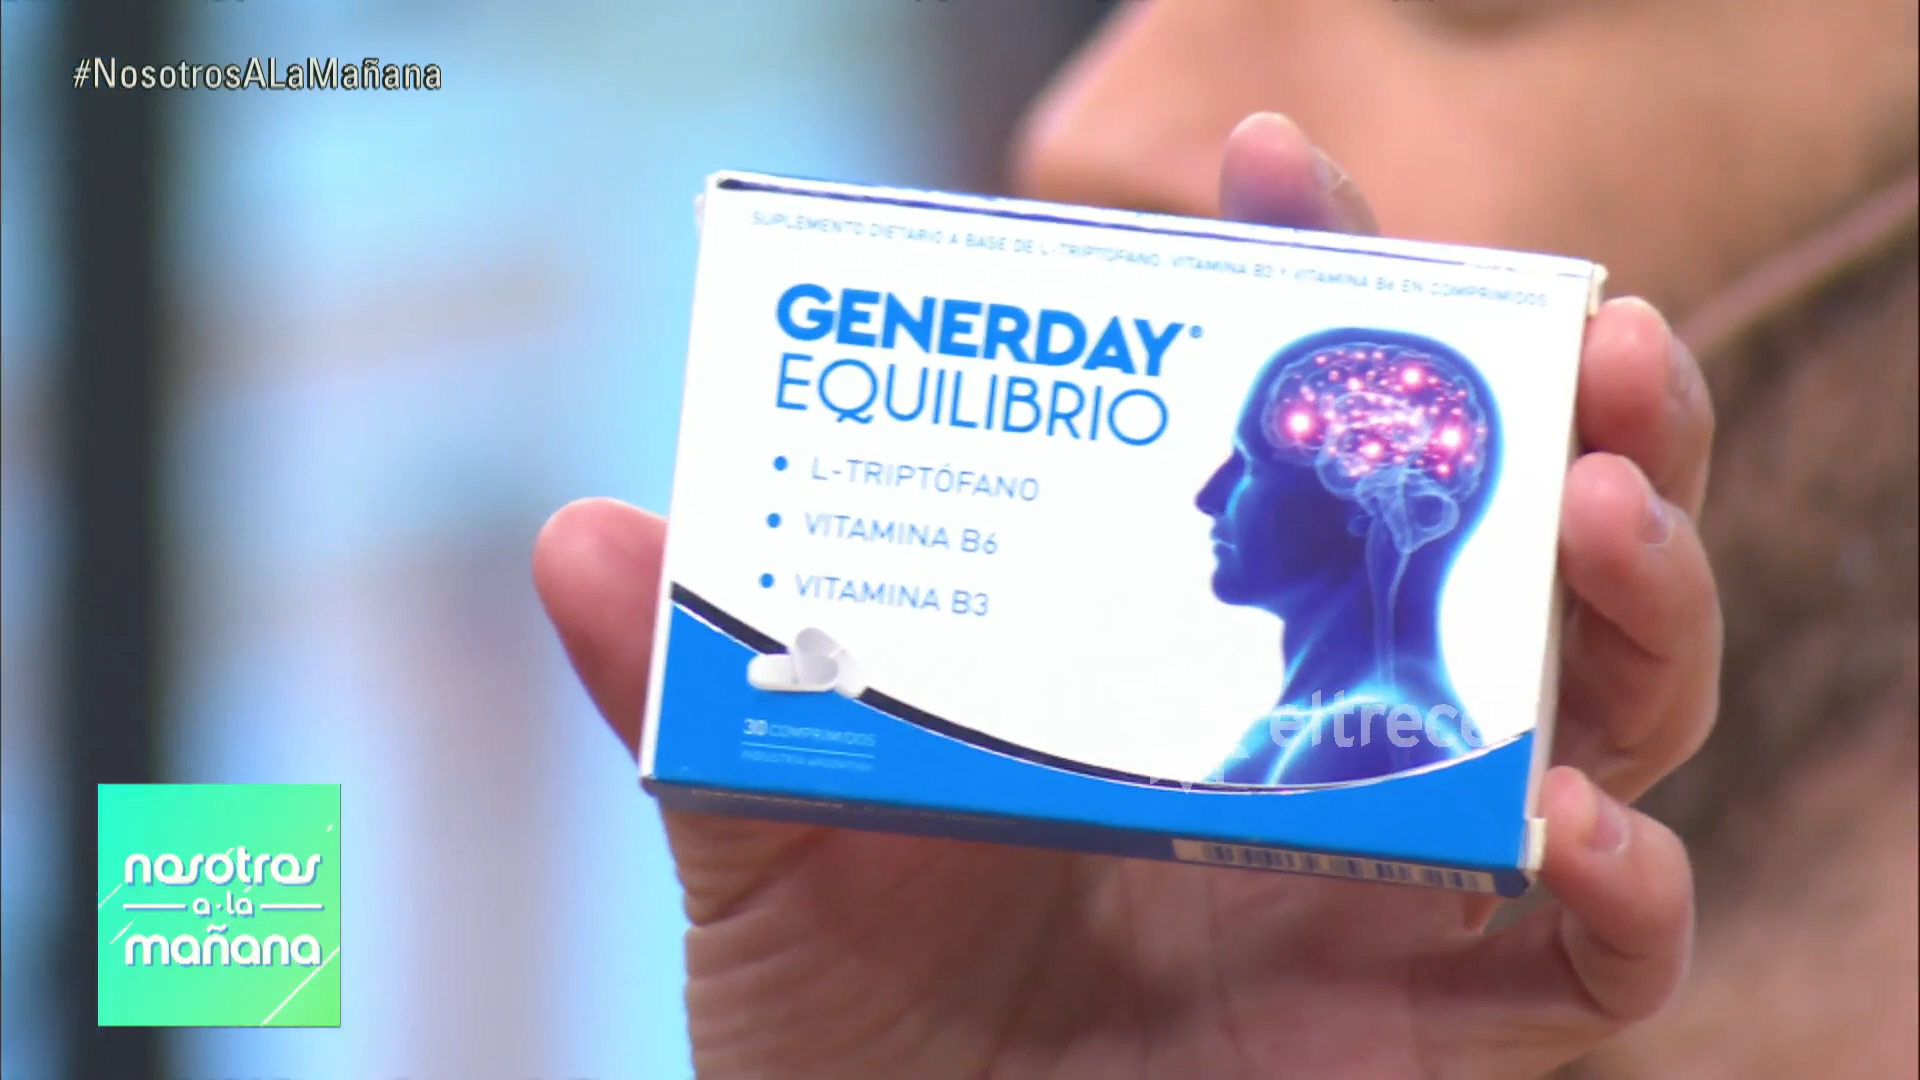 #NosotrosALaMañana
SUPLEMENTO DIETARIO A BASE DE L-TRIPTÓFANO, VITAMINA B3 Y VITAMINA B6 EN COMPRIMIDOS
GENERDAY®
EQUILIBRIO
• L-TRIPTÓFANO
• VITAMINA B6
• VITAMINA B3
30 COMPRIMIDOS
INDUSTRIA ARGENTINA
eltrece
nosotros
a·la
mañana